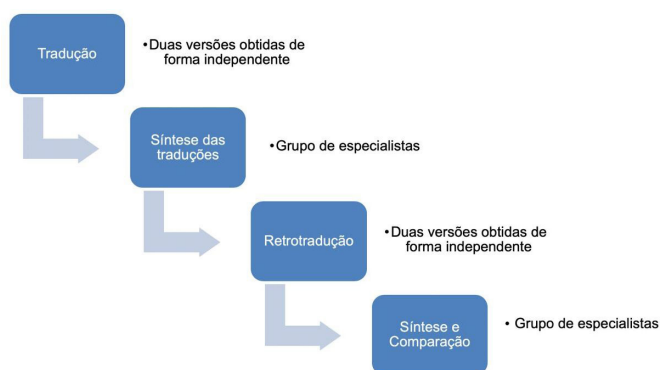 Tradução
•Duas versões obtidas de
forma independente
Síntese das
traduções
•Grupo de especialistas
Retrotradução
•Duas versões obtidas de
forma independente
Síntese e
Comparação
• Grupo de especialistas